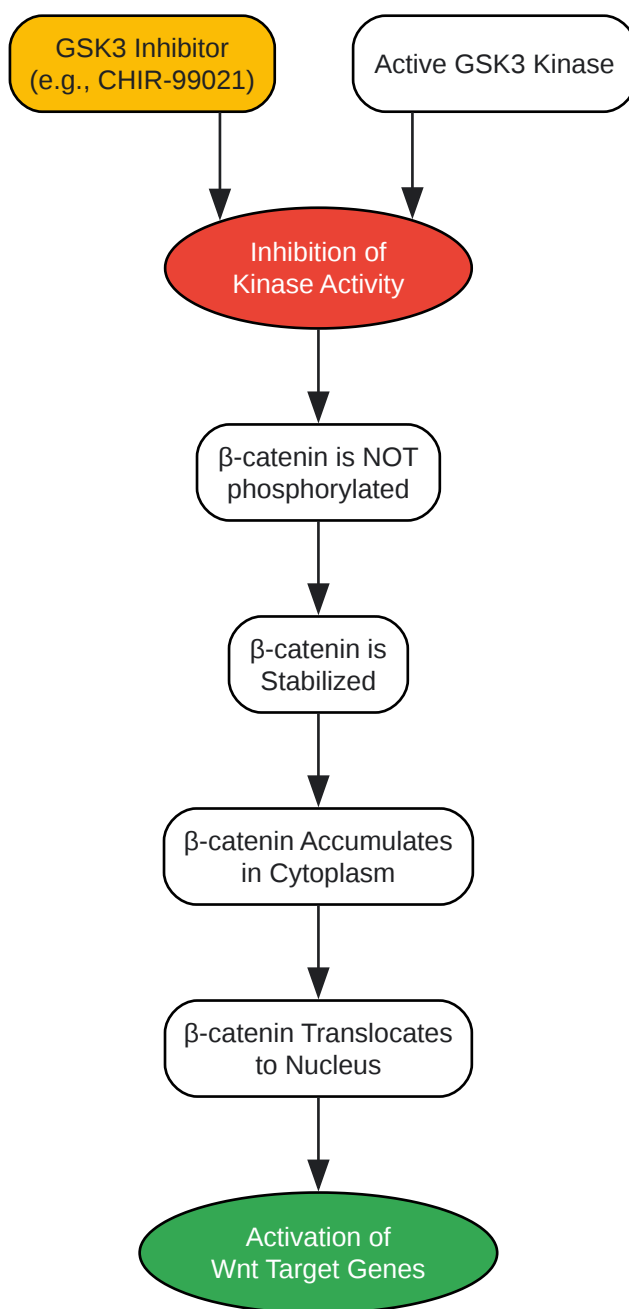 GSK3 Inhibitor
(e.g., CHIR-99021)
Active GSK3 Kinase
Inhibition of
Kinase Activity
β-catenin is NOT
phosphorylated
β-catenin is
Stabilized
β-catenin Accumulates
in Cytoplasm
β-catenin Translocates
to Nucleus
Activation of
Wnt Target Genes